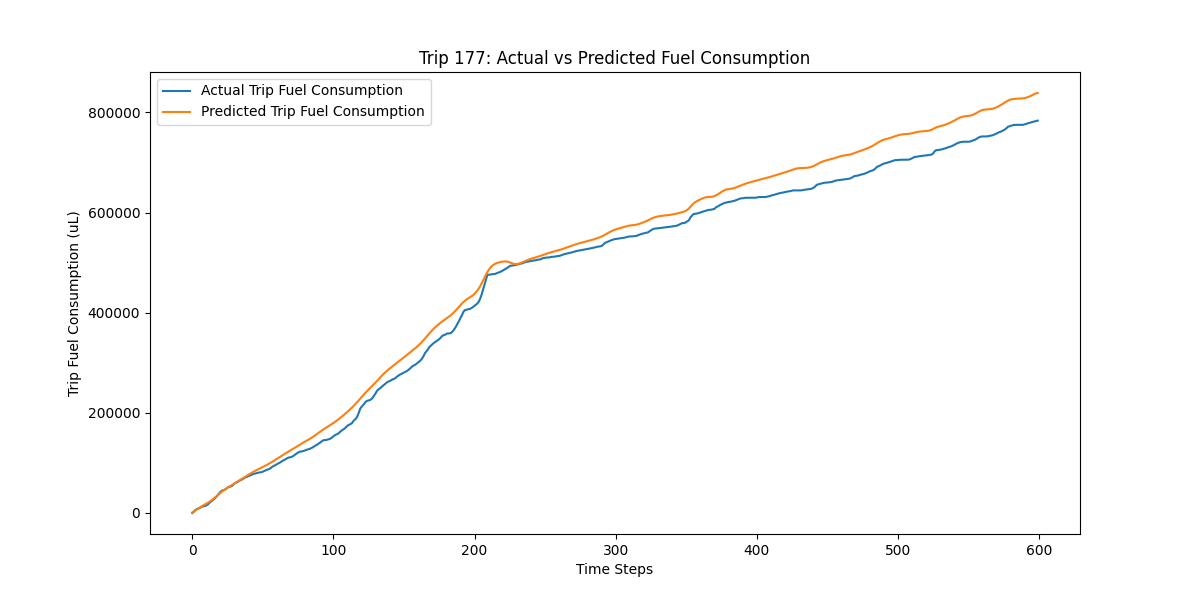 Trip 177: Actual vs Predicted Fuel Consumption
Actual Trip Fuel Consumption
Predicted Trip Fuel Consumption
Trip Fuel Consumption (uL)
800000
600000
400000
200000
0
0 100 200 300 400 500 600
Time Steps